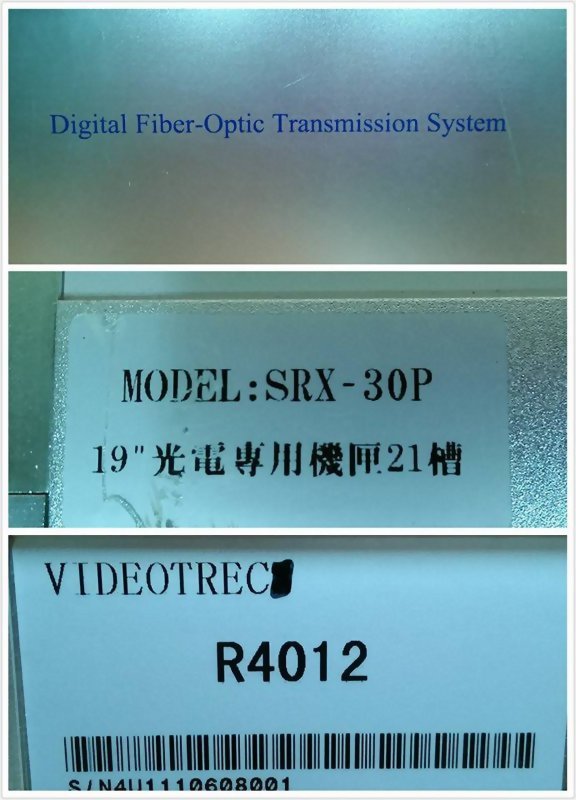 Digital Fiber-Optic Transmission System
MODEL:SRX-30P
19"光電專用機匣21槽
VIDEOTREC
R4012
S/N4U1110608001